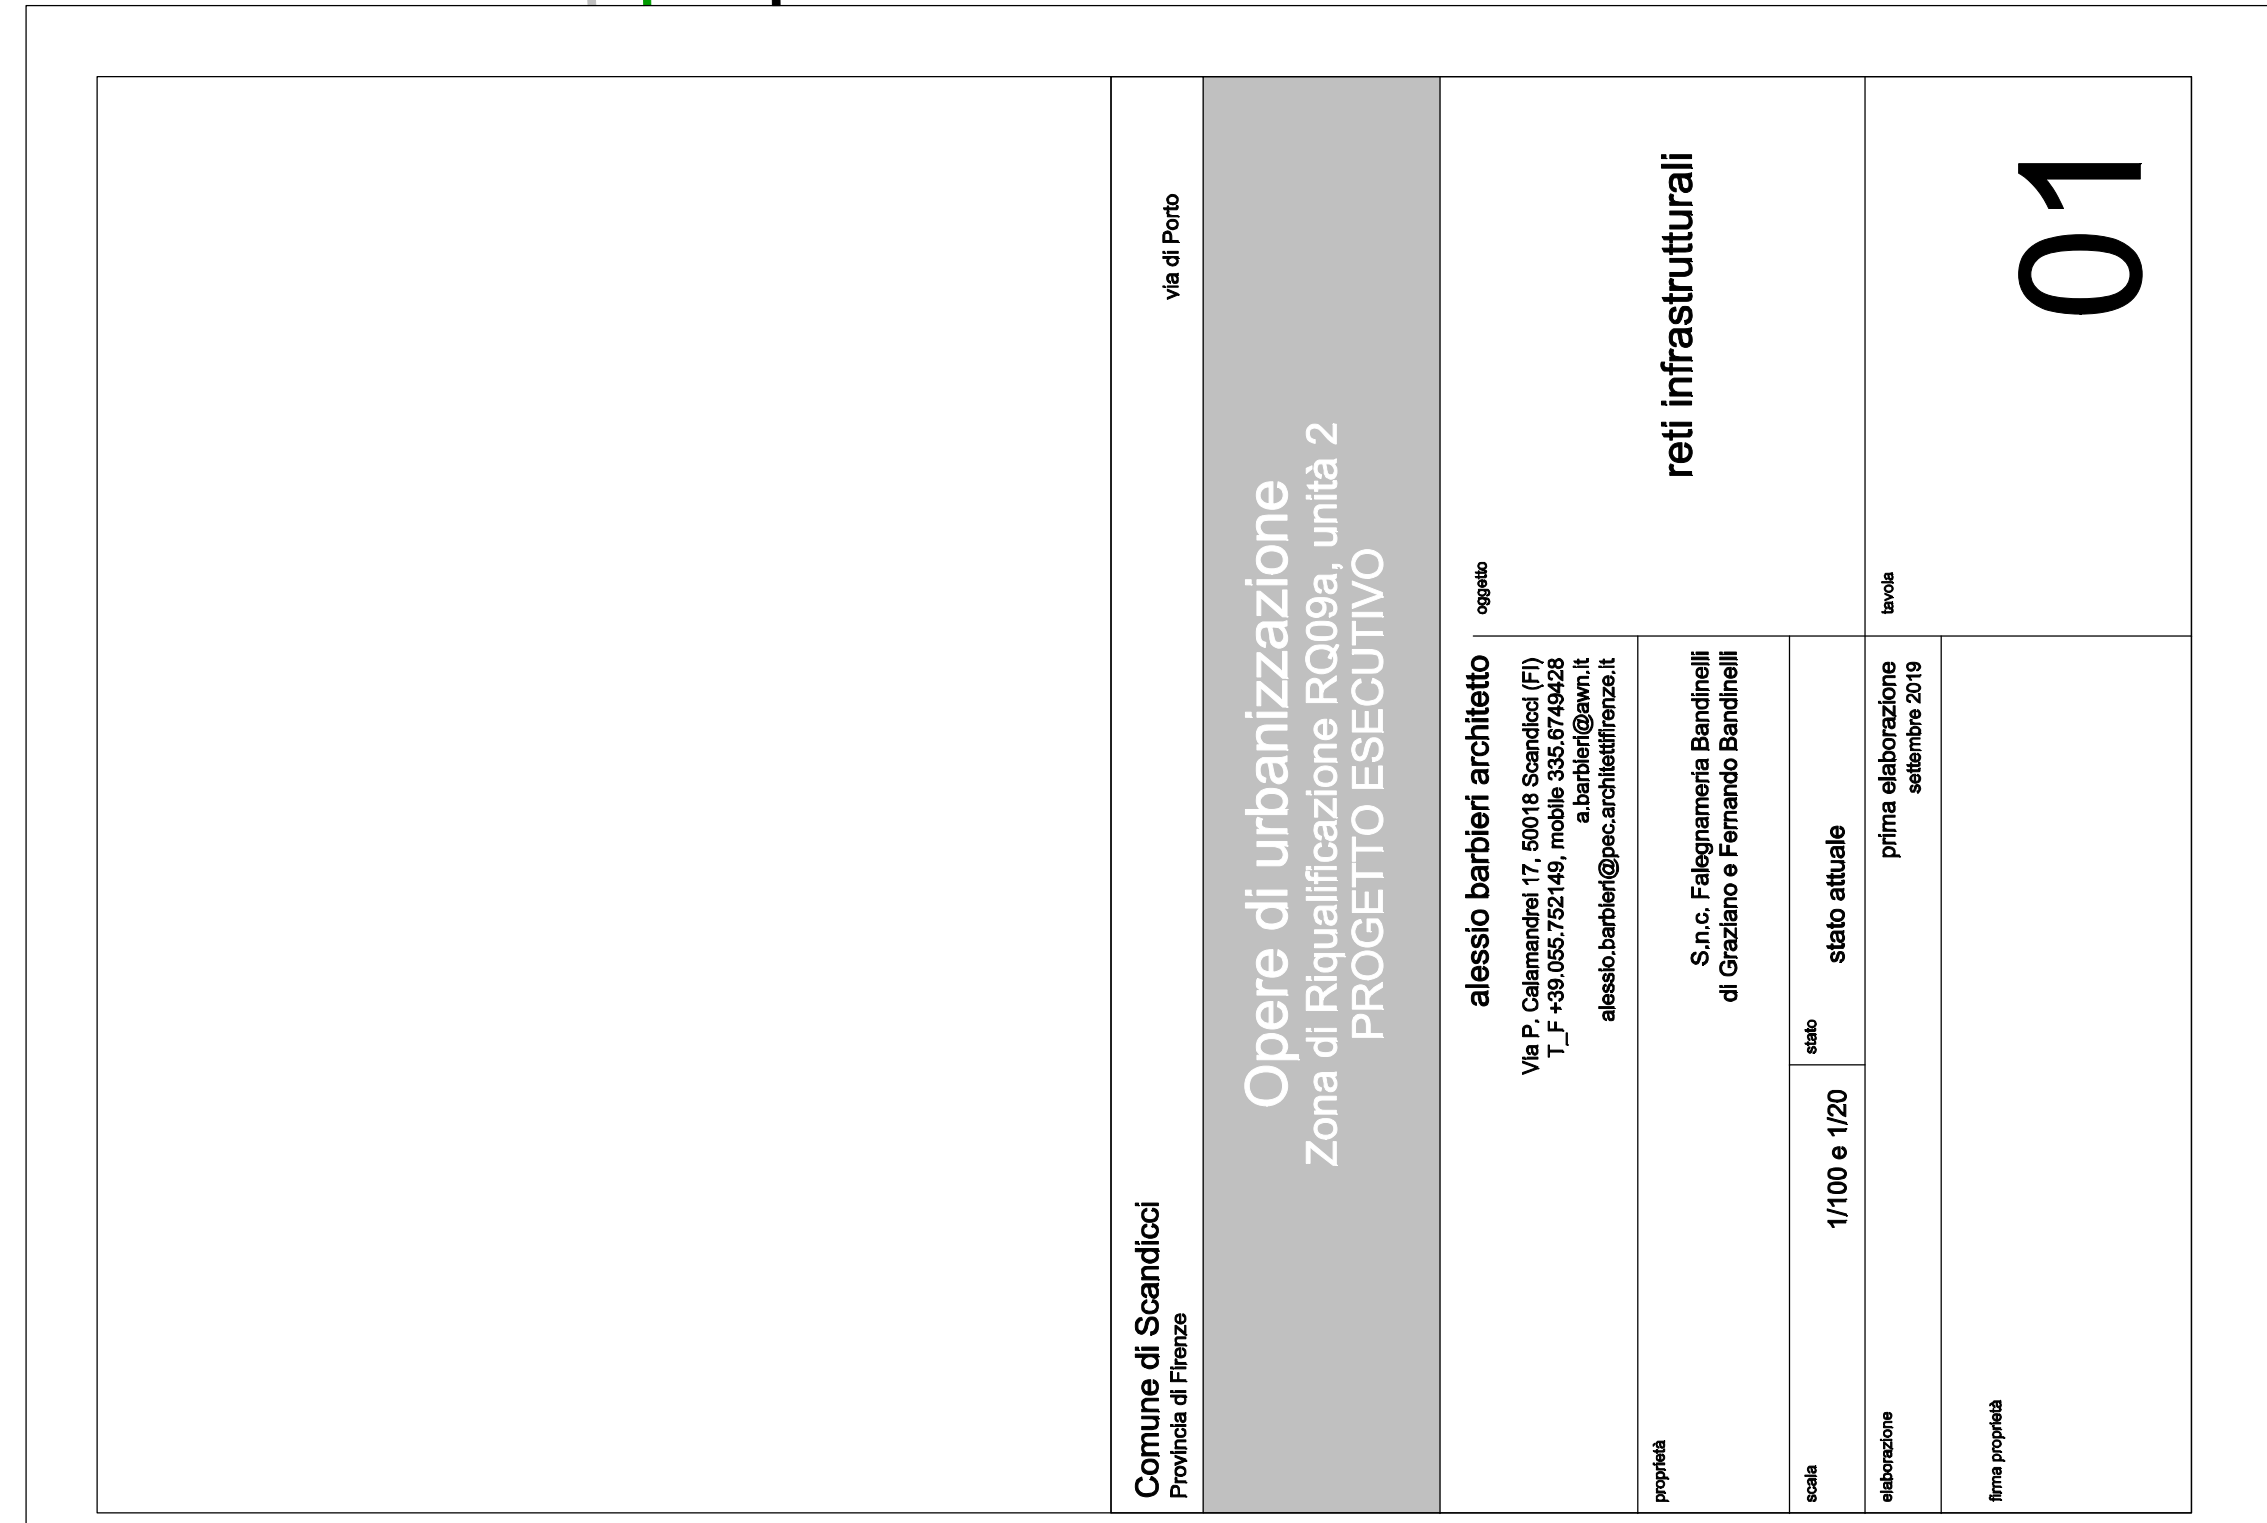 Comune di Scandicci
Provincia di Firenze
via di Porto
Opere di urbanizzazione
Zona di Riqualificazione RQ09a, unità 2
PROGETTO ESECUTIVO
alessio barbieri architetto
Via P. Calamandrei 17, 50018 Scandicci (FI)
T_F +39.055.752149, mobile 335.6749428
a.barbieri@awn.it
alessio.barbieri@pec.architettifirenze.it
oggetto
reti infrastrutturali
proprietà
S.n.c. Falegnameria Bandinelli
di Graziano e Fernando Bandinelli
scala
1/100 e 1/20
stato
stato attuale
elaborazione
prima elaborazione
settembre 2019
tavola
01
firma proprietà